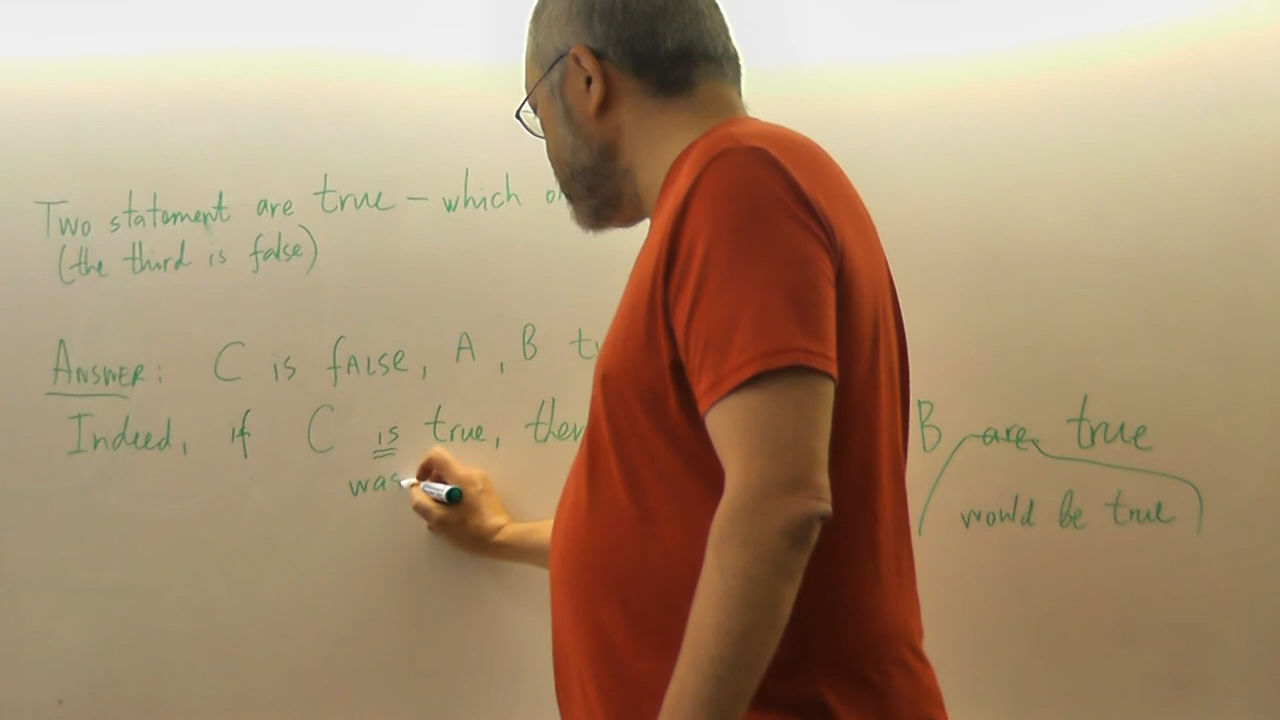 Two statement are true – which
(the third is false)
Answer: C is false, A, B
Indeed, if C is true, then B are true
was would be true